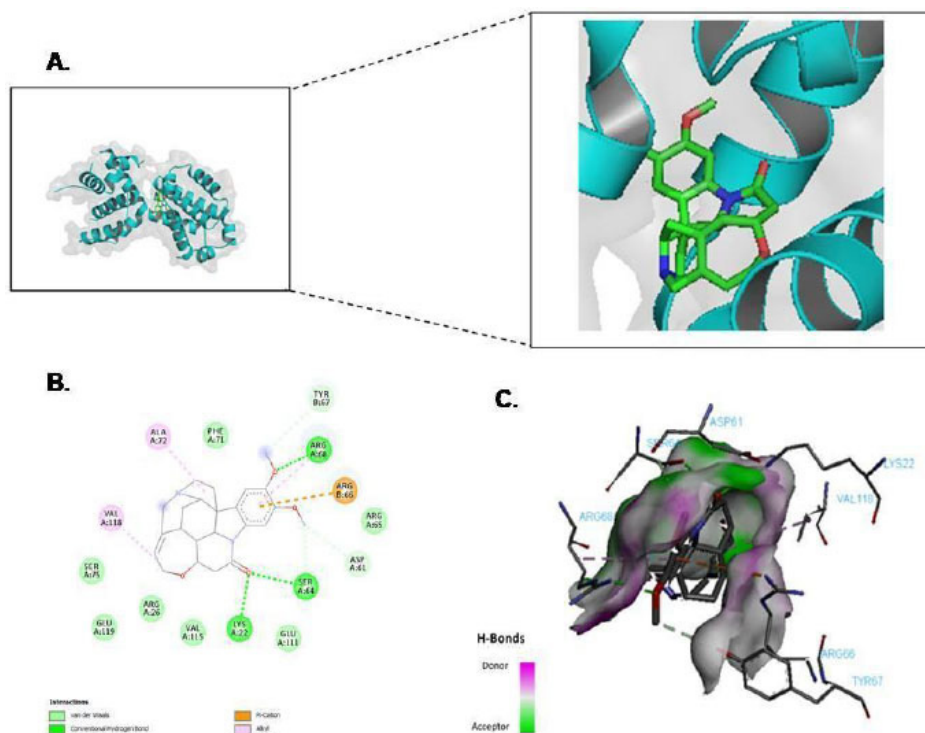 A.
B.
TYR
B:67
ALA
A:72
PHE
A:71
ARG
A:68
ARG
B:66
VAL
A:118
ARG
A:65
ASP
A:61
SER
A:75
SER
A:64
ARG
A:26
GLU
A:119
VAL
A:115
LYS
A:22
GLU
A:111
Interactions
van der Waals
Conventional Hydrogen Bond
Pi-Cation
Alkyl
C.
ASP61
SER64
LYS22
VAL118
ARG68
ARG66
TYR67
H-Bonds
Donor
Acceptor